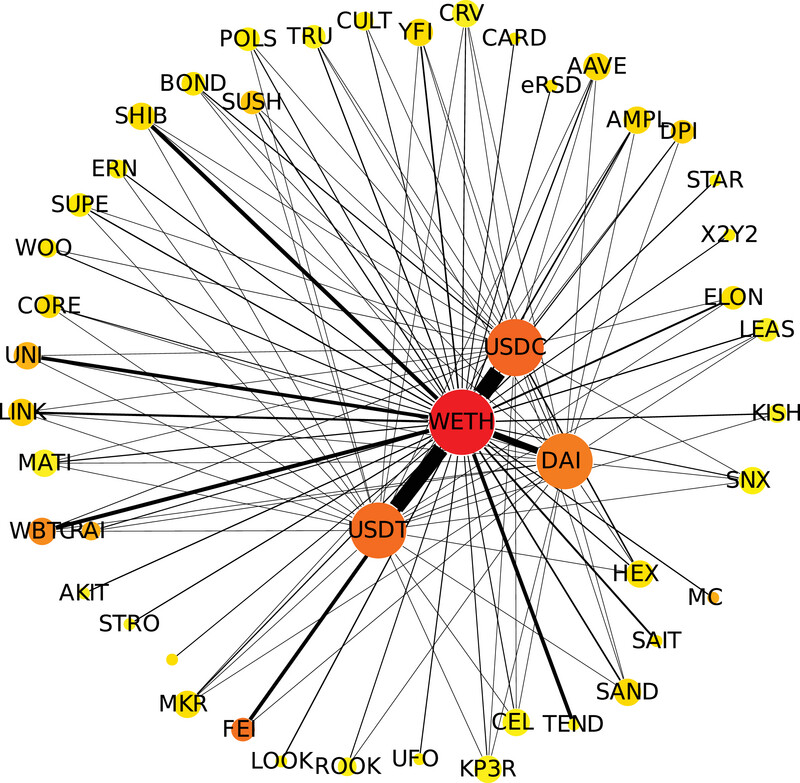 CRV
CULT
YFI
TRU
POLS
CARD
AAVE
eRSD
BOND
SUSH
SHIB
AMPL
DPI
ERN
STAR
SUPE
X2Y2
WOO
ELON
CORE
LEAS
USDC
UNI
LINK
KISH
WETH
MATI
DAI
SNX
WBTC
RAI
USDT
HEX
AKIT
MC
STRO
SAIT
SAND
MKR
CEL
TEND
FEI
LOOK
ROOK
UFO
KP3R